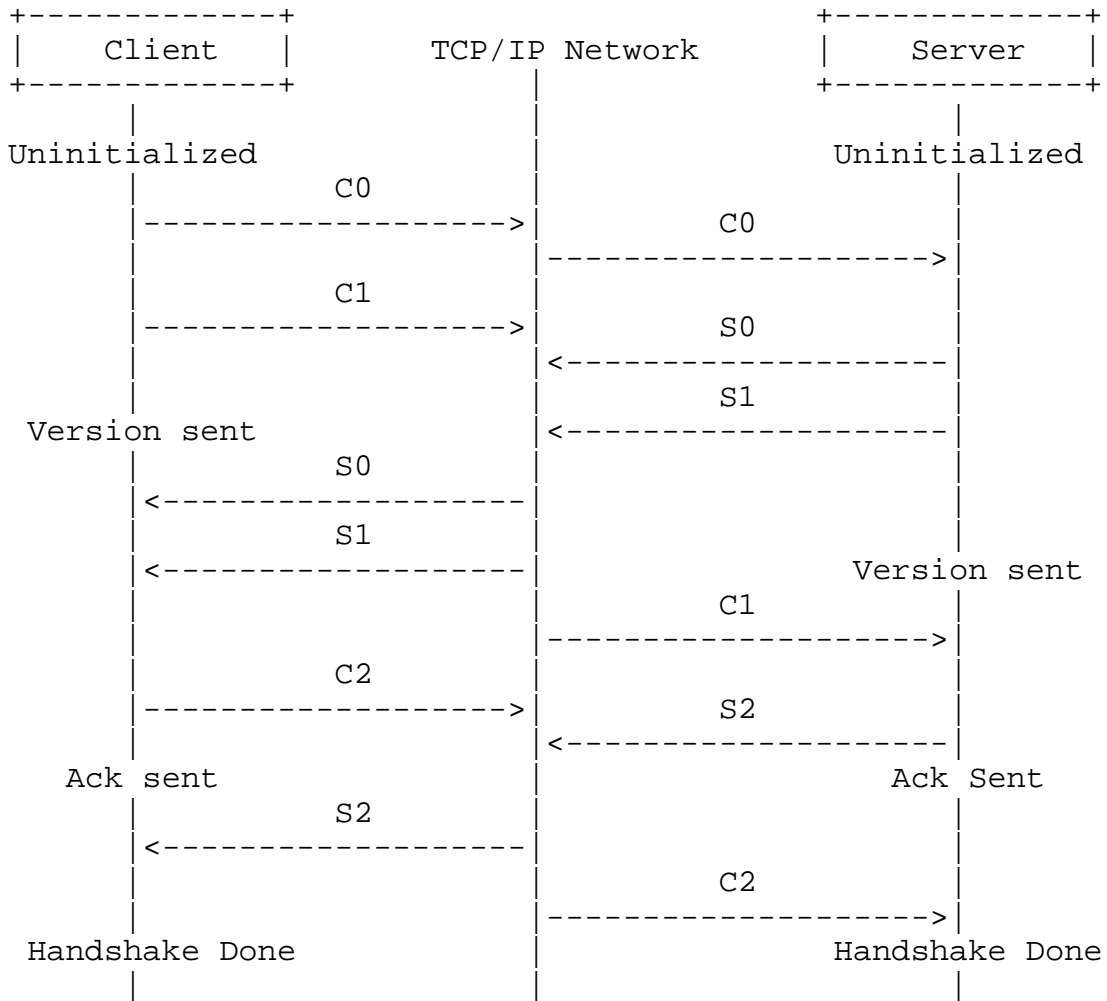 +-------------+                            +-------------+
|    Client   |       TCP/IP Network       |    Server   |
+-------------+             |              +-------------+
      |                     |                     |
Uninitialized               |               Uninitialized
      |          C0         |                     |
      |------------------->|         C0          |
      |                     |-------------------->|
      |          C1         |                     |
      |------------------->|         S0          |
      |                     |<--------------------|
      |                     |         S1          |
 Version sent               |<--------------------|
      |          S0         |                     |
      |<-------------------|                     |
      |          S1         |                     |
      |<-------------------|                Version sent
      |                     |         C1          |
      |                     |-------------------->|
      |          C2         |                     |
      |------------------->|         S2          |
      |                     |<--------------------|
   Ack sent                 |                  Ack Sent
      |          S2         |                     |
      |<-------------------|                     |
      |                     |         C2          |
      |                     |-------------------->|
 Handshake Done             |               Handshake Done
      |                     |                     |